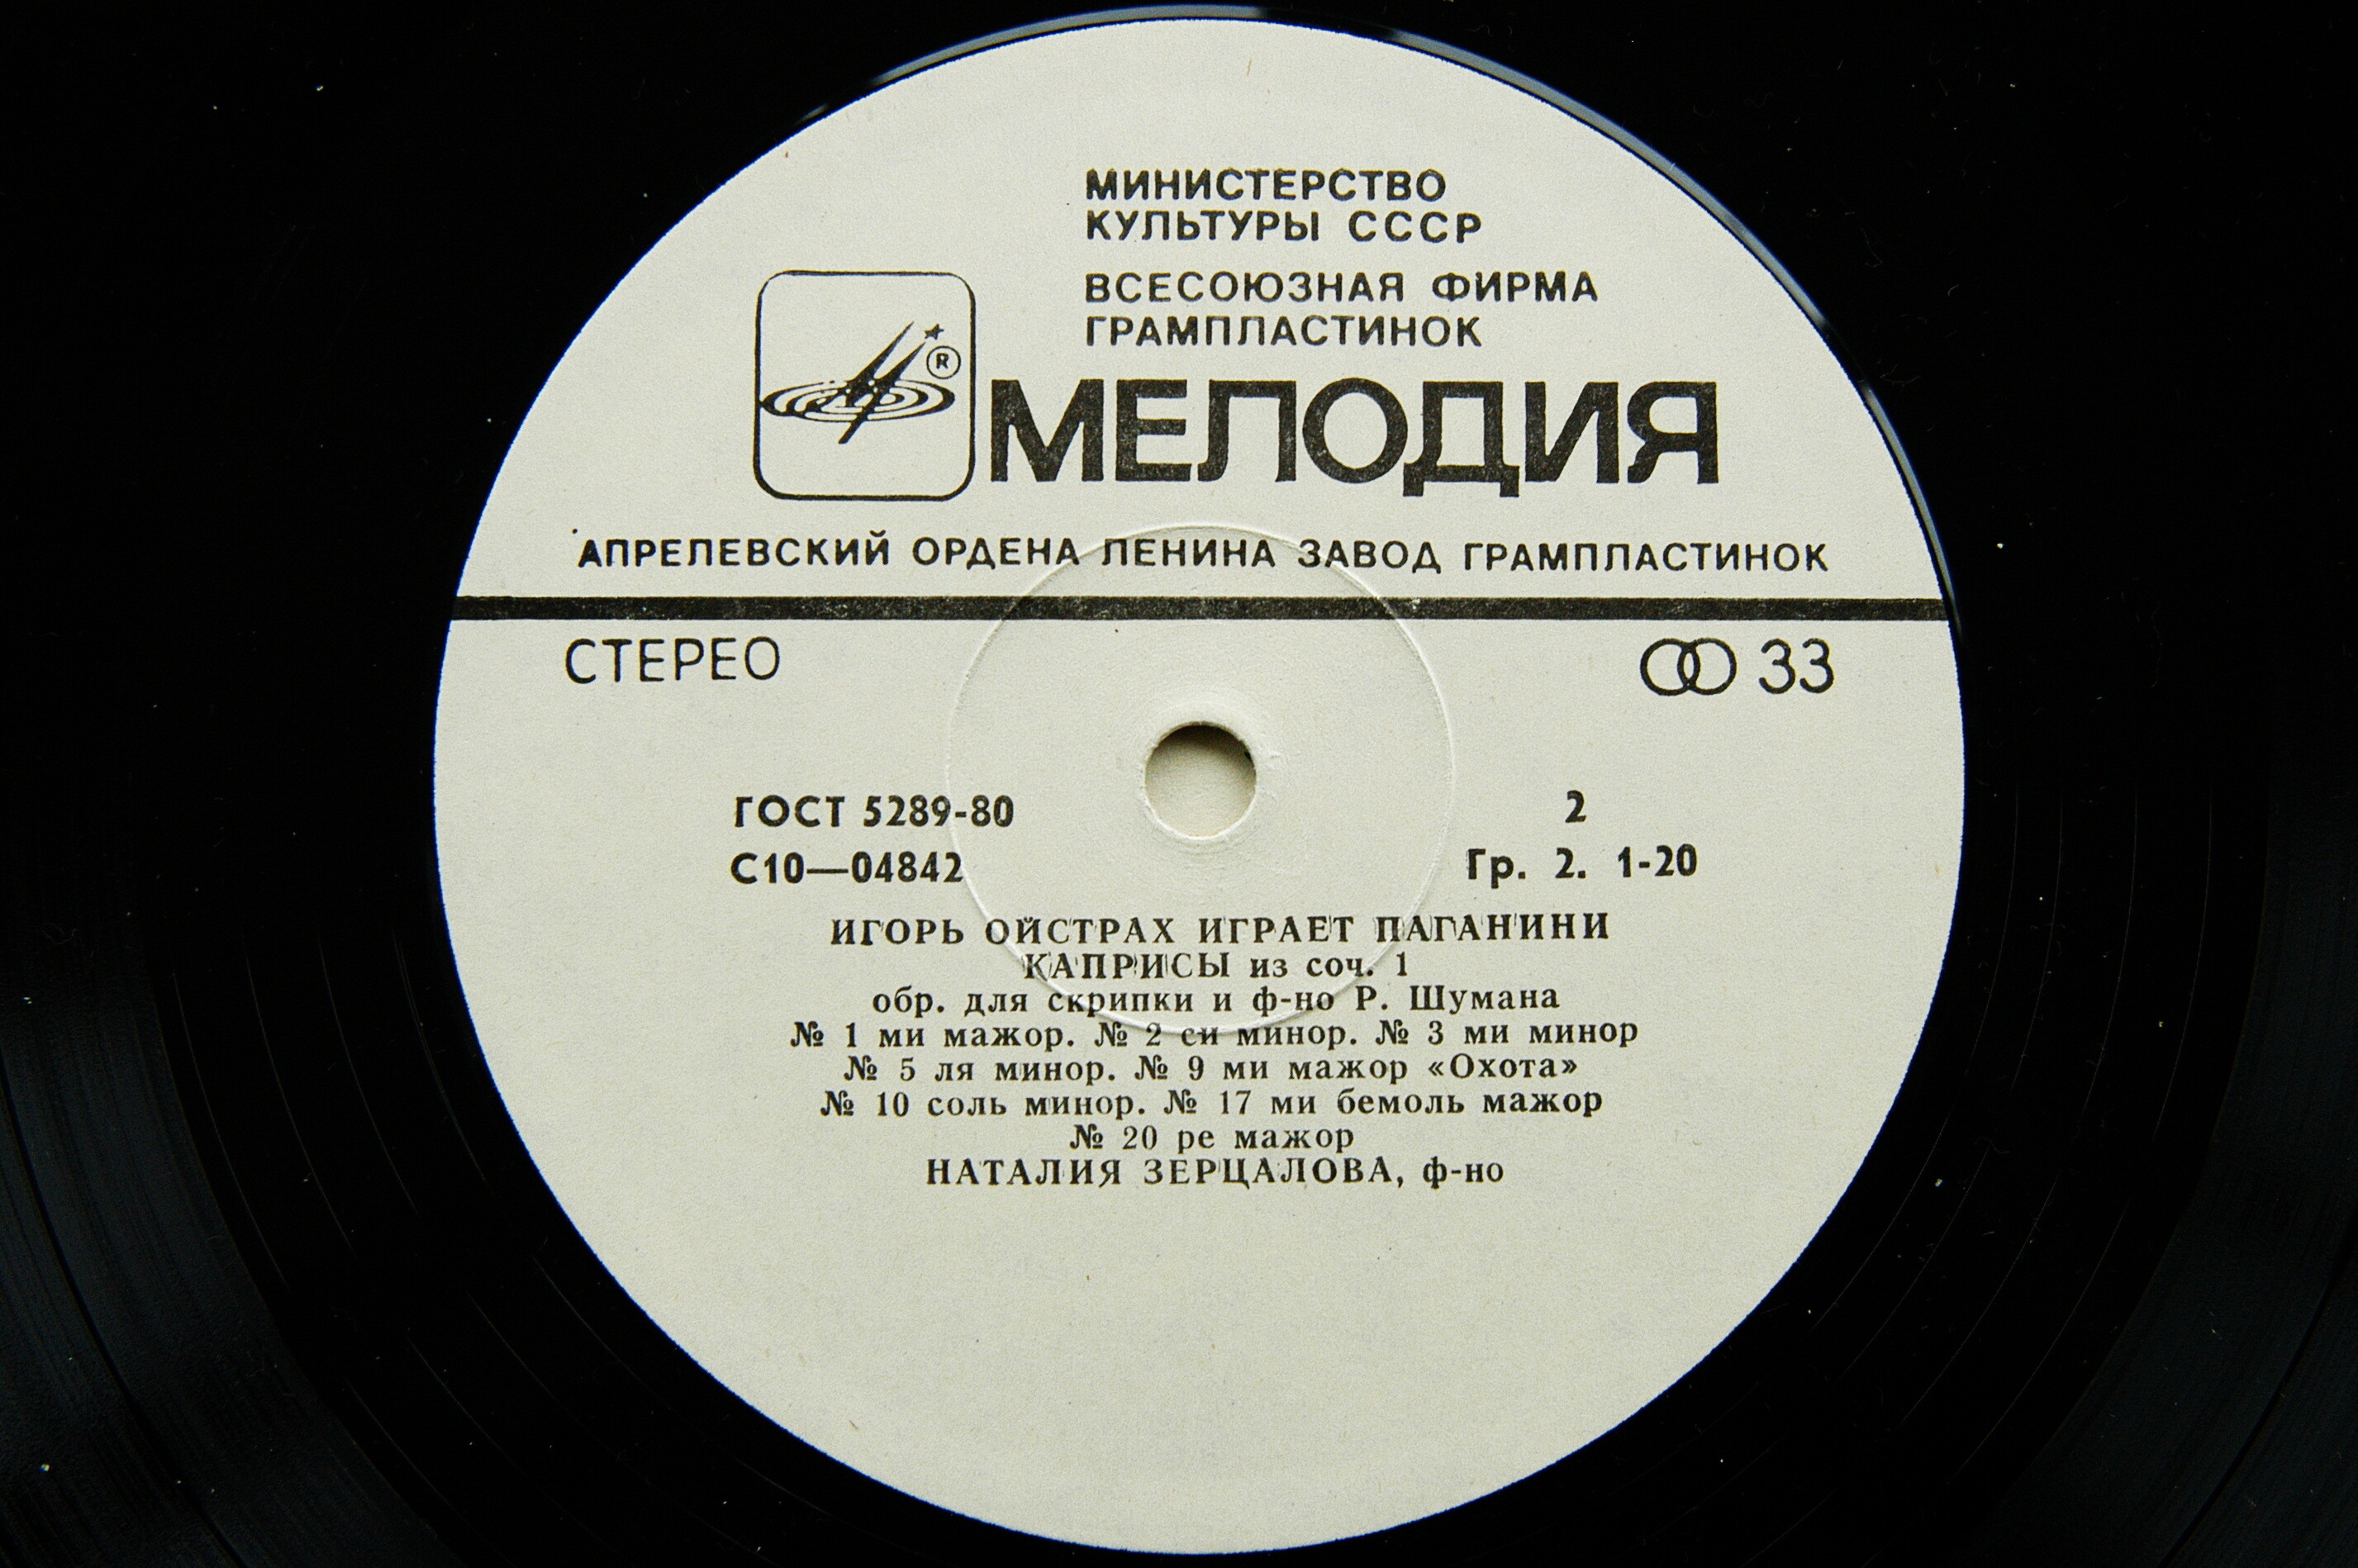 МИНИСТЕРСТВО
КУЛЬТУРЫ СССР
ВСЕСОЮЗНАЯ ФИРМА
ГРАМПЛАСТИНОК
®
МЕЛОДИЯ
АПРЕЛЕВСКИЙ ОРДЕНА ЛЕНИНА ЗАВОД ГРАМПЛАСТИНОК
СТЕРЕО 33
ГОСТ 5289-80 2
С10—04842 Гр. 2. 1-20
ИГОРЬ ОЙСТРАХ ИГРАЕТ ПАГАНИНИ
КАПРИСЫ из соч. 1
обр. для скрипки и ф-но Р. Шумана
№ 1 ми мажор. № 2 си минор. № 3 ми минор
№ 5 ля минор. № 9 ми мажор «Охота»
№ 10 соль минор. № 17 ми бемоль мажор
№ 20 ре мажор
НАТАЛИЯ ЗЕРЦАЛОВА, ф-но